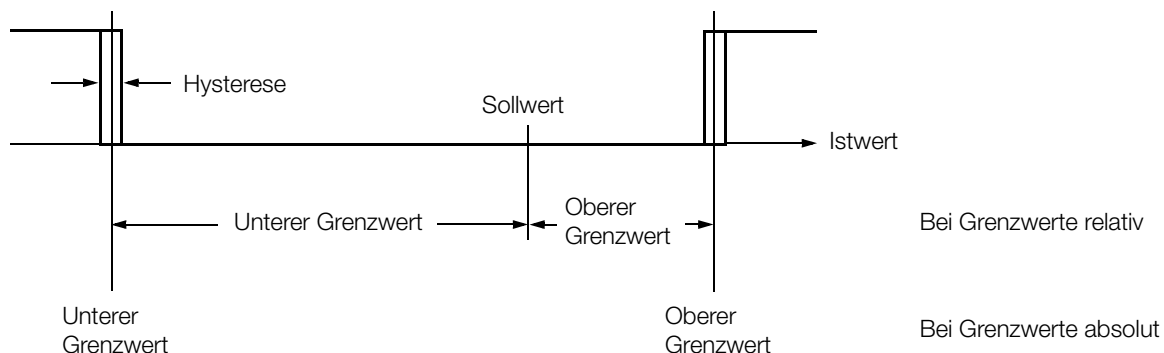 Hysterese
Sollwert
Istwert
Unterer Grenzwert
Oberer
Grenzwert
Bei Grenzwerte relativ
Unterer
Grenzwert
Oberer
Grenzwert
Bei Grenzwerte absolut